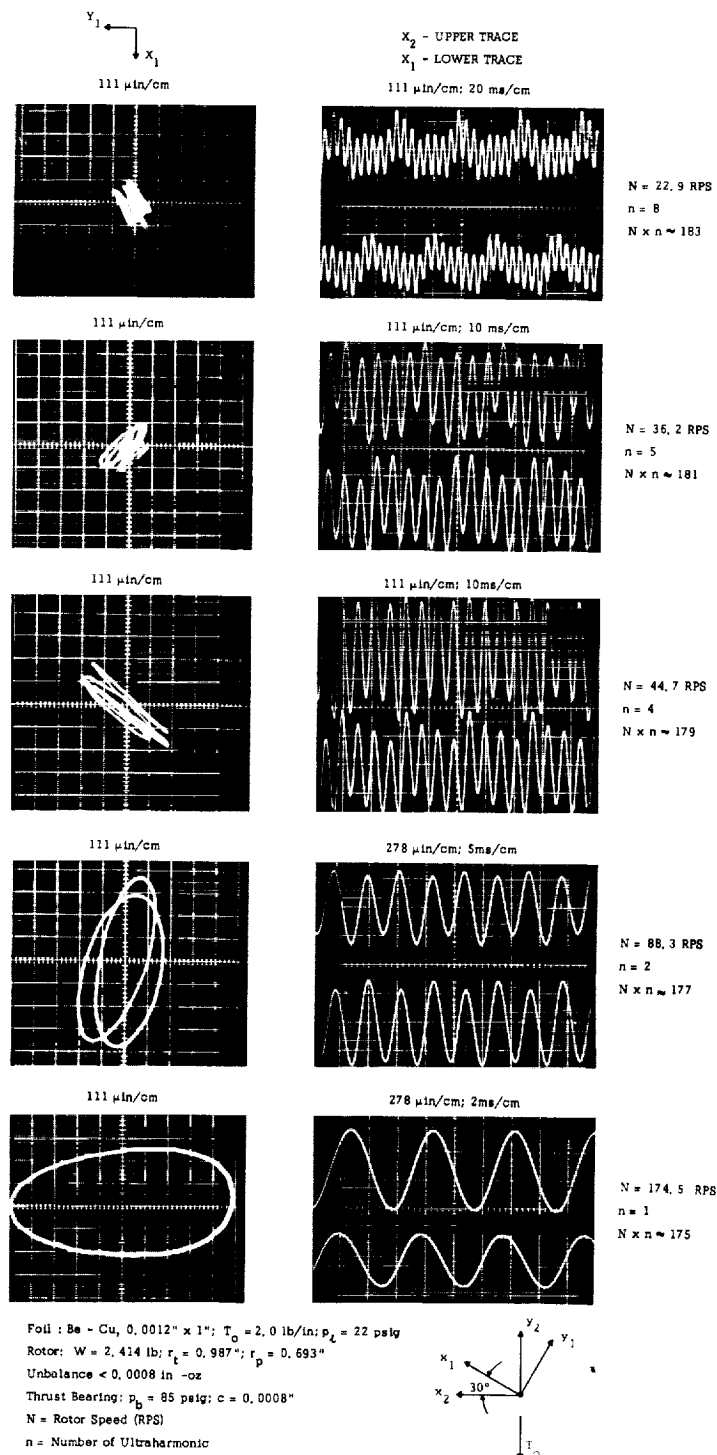 Y₁
X₁
X₂ - UPPER TRACE
X₁ - LOWER TRACE
111 μin/cm
111 μin/cm; 20 ms/cm
N = 22.9 RPS
n = 8
N x n ≈ 183
111 μin/cm
111 μin/cm; 10 ms/cm
N = 36.2 RPS
n = 5
N x n ≈ 181
111 μin/cm
111 μin/cm; 10ms/cm
N = 44.7 RPS
n = 4
N x n ≈ 179
111 μin/cm
278 μin/cm; 5ms/cm
N = 88.3 RPS
n = 2
N x n ≈ 177
111 μin/cm
278 μin/cm; 2ms/cm
N = 174.5 RPS
n = 1
N x n ≈ 175
Foil : Be - Cu, 0.0012" x 1"; T₀ = 2.0 lb/in; pℓ = 22 psig
Rotor: W = 2.414 lb; rₜ = 0.987"; rₚ = 0.693"
Unbalance < 0.0008 in -oz
Thrust Bearing: p_b = 85 psig; c = 0.0008"
N = Rotor Speed (RPS)
n = Number of Ultraharmonic
y₂
y₁
x₁
x₂
30°
T₀